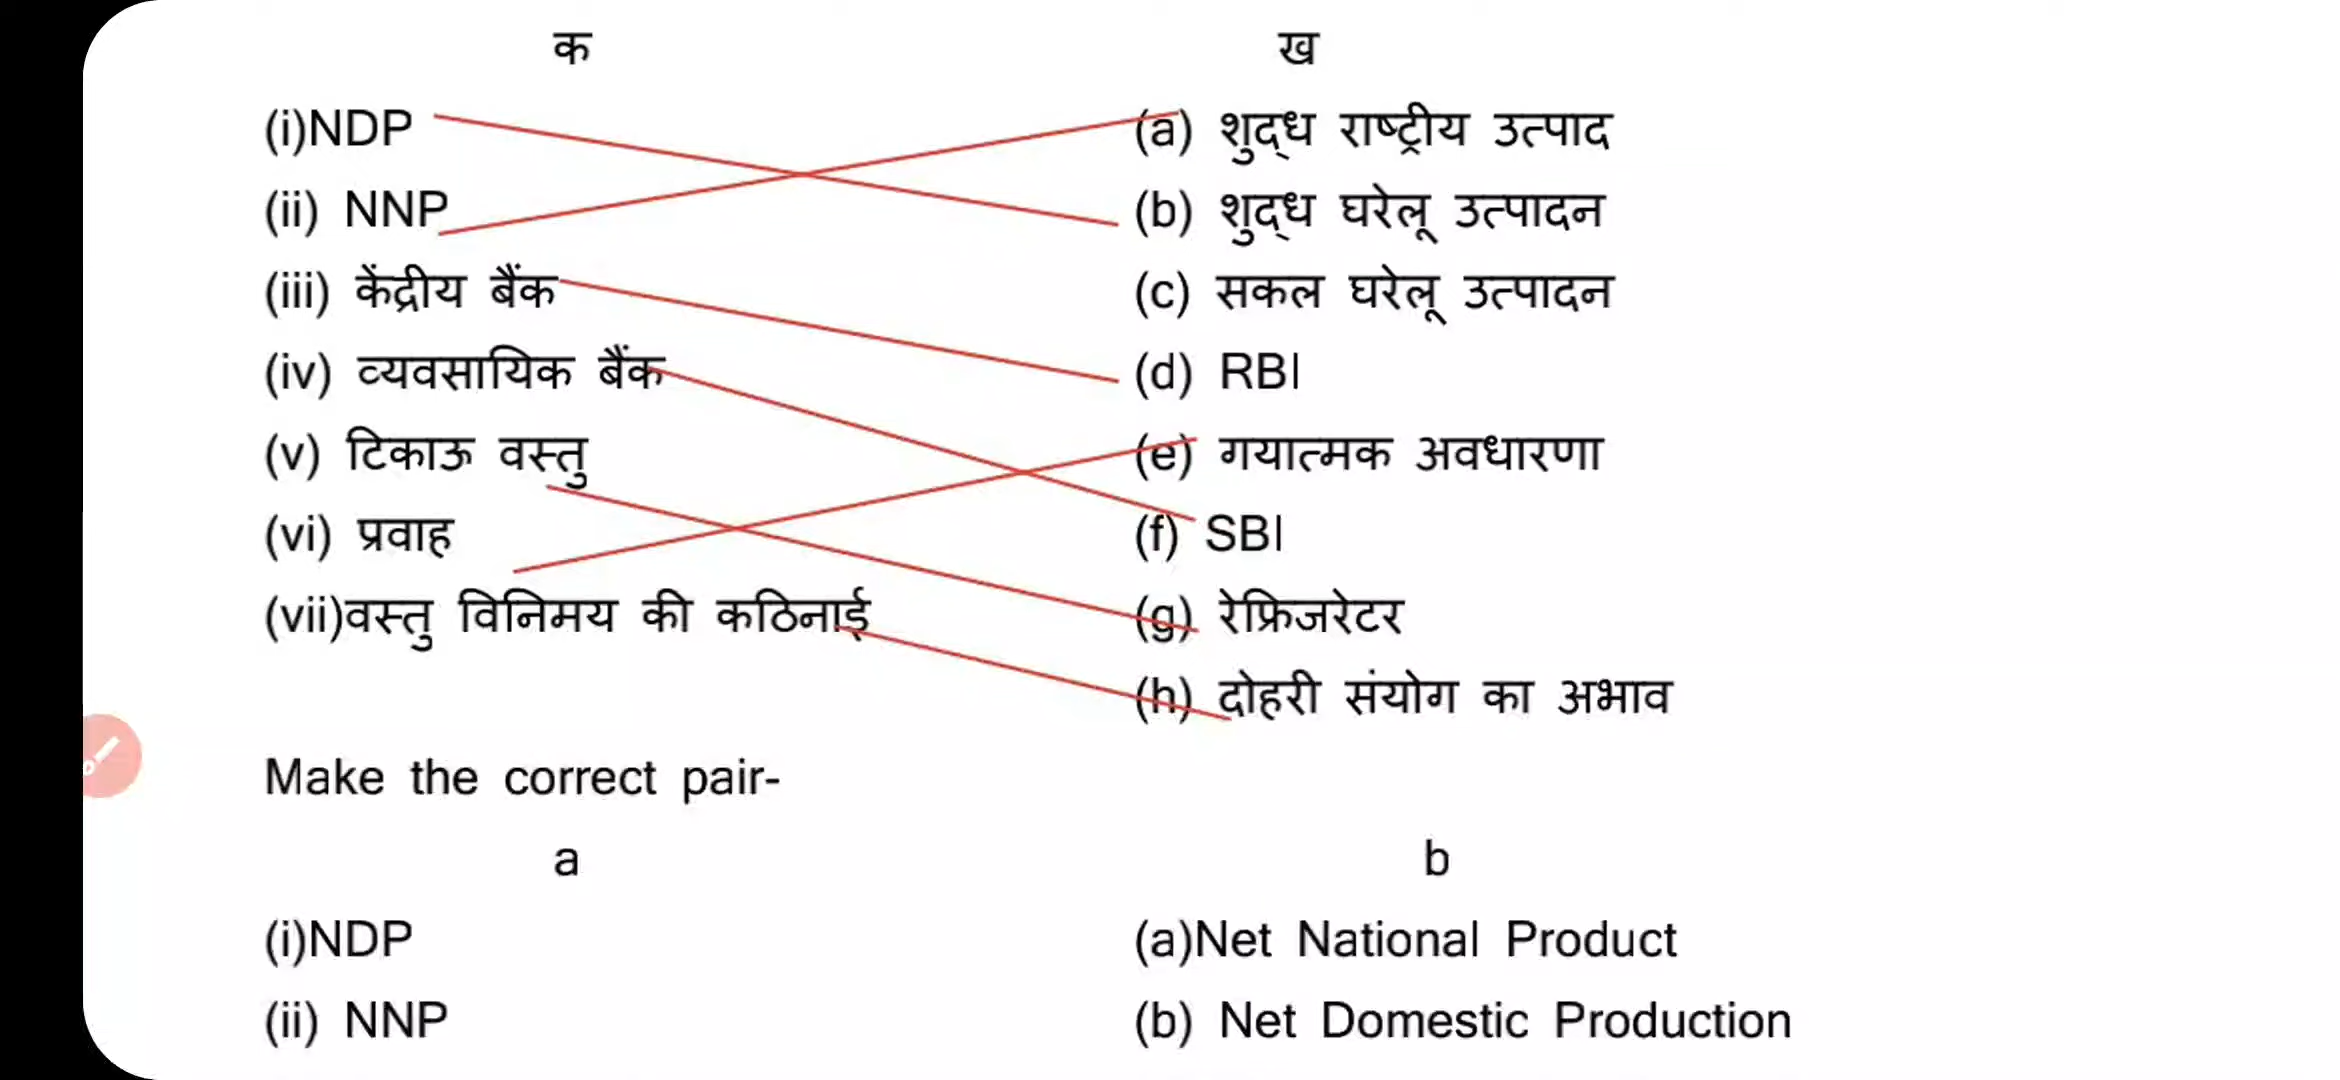 क ख
(i)NDP (a) शुद्ध राष्ट्रीय उत्पाद
(ii) NNP (b) शुद्ध घरेलू उत्पादन
(iii) केंद्रीय बैंक (c) सकल घरेलू उत्पादन
(iv) व्यवसायिक बैंक (d) RBI
(v) टिकाऊ वस्तु (e) गयात्मक अवधारणा
(vi) प्रवाह (f) SBI
(vii)वस्तु विनिमय की कठिनाई (g) रेफ्रिजरेटर
(h) दोहरी संयोग का अभाव
Make the correct pair-
a b
(i)NDP (a)Net National Product
(ii) NNP (b) Net Domestic Production